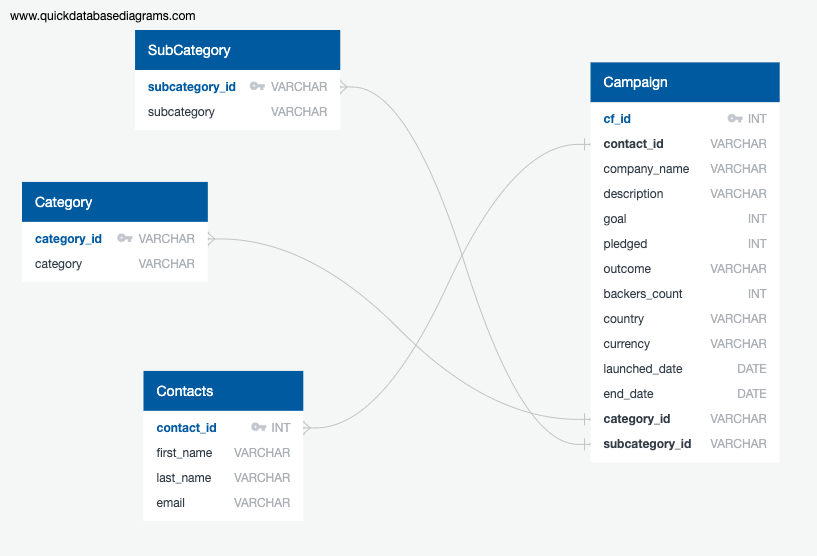 www.quickdatabasediagrams.com
SubCategory
subcategory_id VARCHAR
subcategory VARCHAR
Category
category_id VARCHAR
category VARCHAR
Contacts
contact_id INT
first_name VARCHAR
last_name VARCHAR
email VARCHAR
Campaign
cf_id INT
contact_id VARCHAR
company_name VARCHAR
description VARCHAR
goal INT
pledged INT
outcome VARCHAR
backers_count INT
country VARCHAR
currency VARCHAR
launched_date DATE
end_date DATE
category_id VARCHAR
subcategory_id VARCHAR